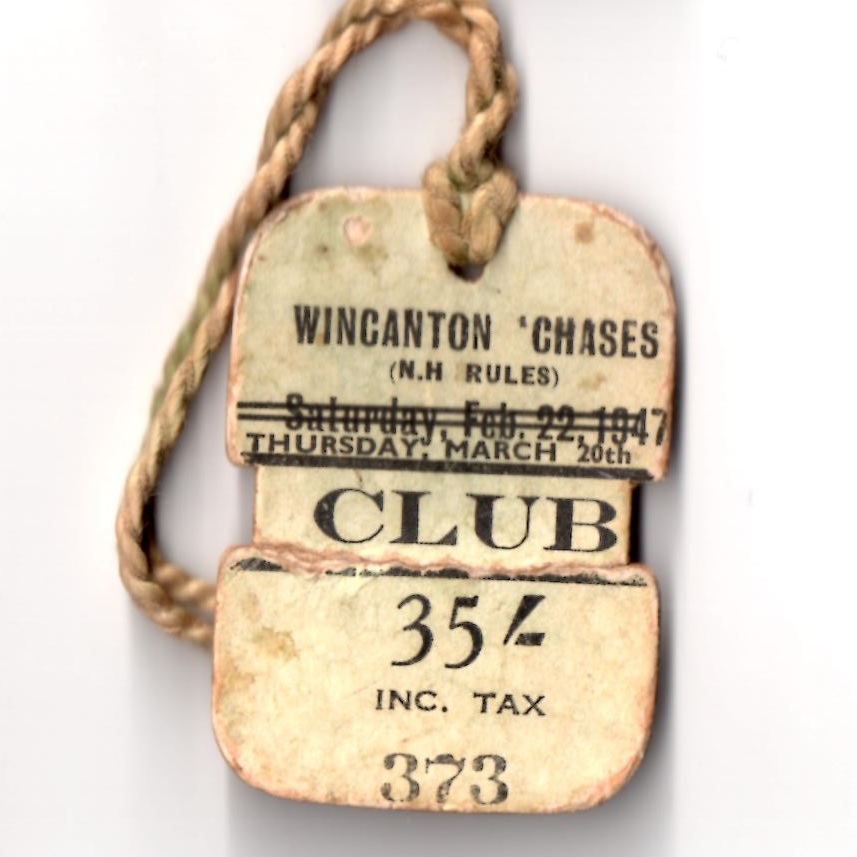 WINCANTON 'CHASES
(N.H RULES)
Saturday, Feb. 22, 1947
THURSDAY, MARCH 20th
CLUB
35/-
INC. TAX
373